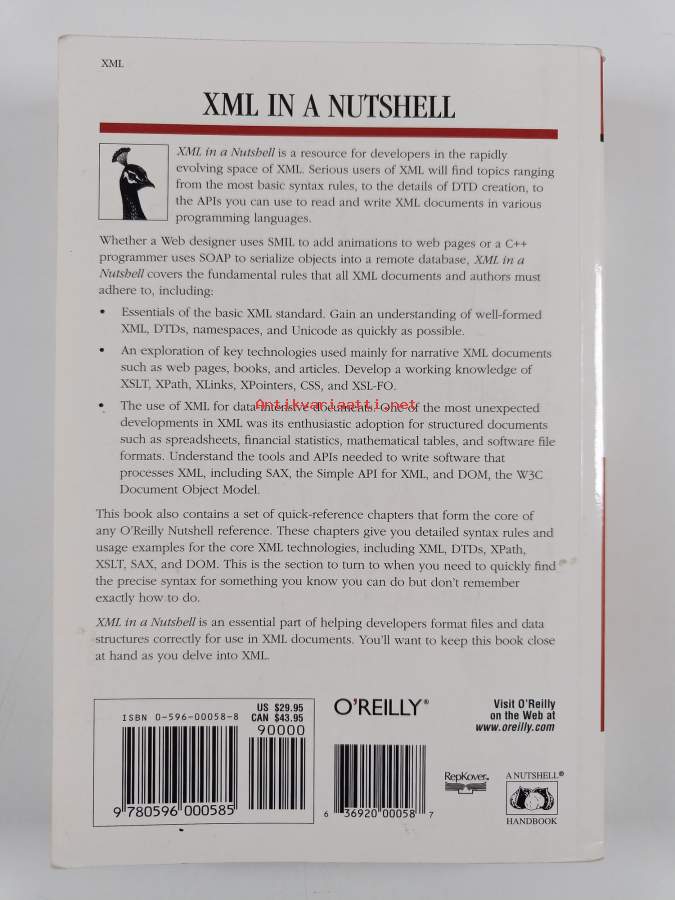 XML
XML IN A NUTSHELL
XML in a Nutshell is a resource for developers in the rapidly
evolving space of XML. Serious users of XML will find topics ranging
from the most basic syntax rules, to the details of DTD creation, to
the APIs you can use to read and write XML documents in various
programming languages.
Whether a Web designer uses SMIL to add animations to web pages or a C++
programmer uses SOAP to serialize objects into a remote database, XML in a
Nutshell covers the fundamental rules that all XML documents and authors must
adhere to, including:
• Essentials of the basic XML standard. Gain an understanding of well-formed
XML, DTDs, namespaces, and Unicode as quickly as possible.
• An exploration of key technologies used mainly for narrative XML documents
such as web pages, books, and articles. Develop a working knowledge of
XSLT, XPath, XLinks, XPointers, CSS, and XSL-FO.
• The use of XML for data-intensive documents. One of the most unexpected
Antikvariaatti.net
developments in XML was its enthusiastic adoption for structured documents
such as spreadsheets, financial statistics, mathematical tables, and software file
formats. Understand the tools and APIs needed to write software that
processes XML, including SAX, the Simple API for XML, and DOM, the W3C
Document Object Model.
This book also contains a set of quick-reference chapters that form the core of
any O'Reilly Nutshell reference. These chapters give you detailed syntax rules and
usage examples for the core XML technologies, including XML, DTDs, XPath,
XSLT, SAX, and DOM. This is the section to turn to when you need to quickly find
the precise syntax for something you know you can do but don't remember
exactly how to do.
XML in a Nutshell is an essential part of helping developers format files and data
structures correctly for use in XML documents. You'll want to keep this book close
at hand as you delve into XML.
US $29.95
CAN $43.95
ISBN 0-596-00058-8
90000
9 780596 000585
O'REILLY®
6 36920 00058 7
Visit O'Reilly
on the Web at
www.oreilly.com
RepKover™
A NUTSHELL®
HANDBOOK